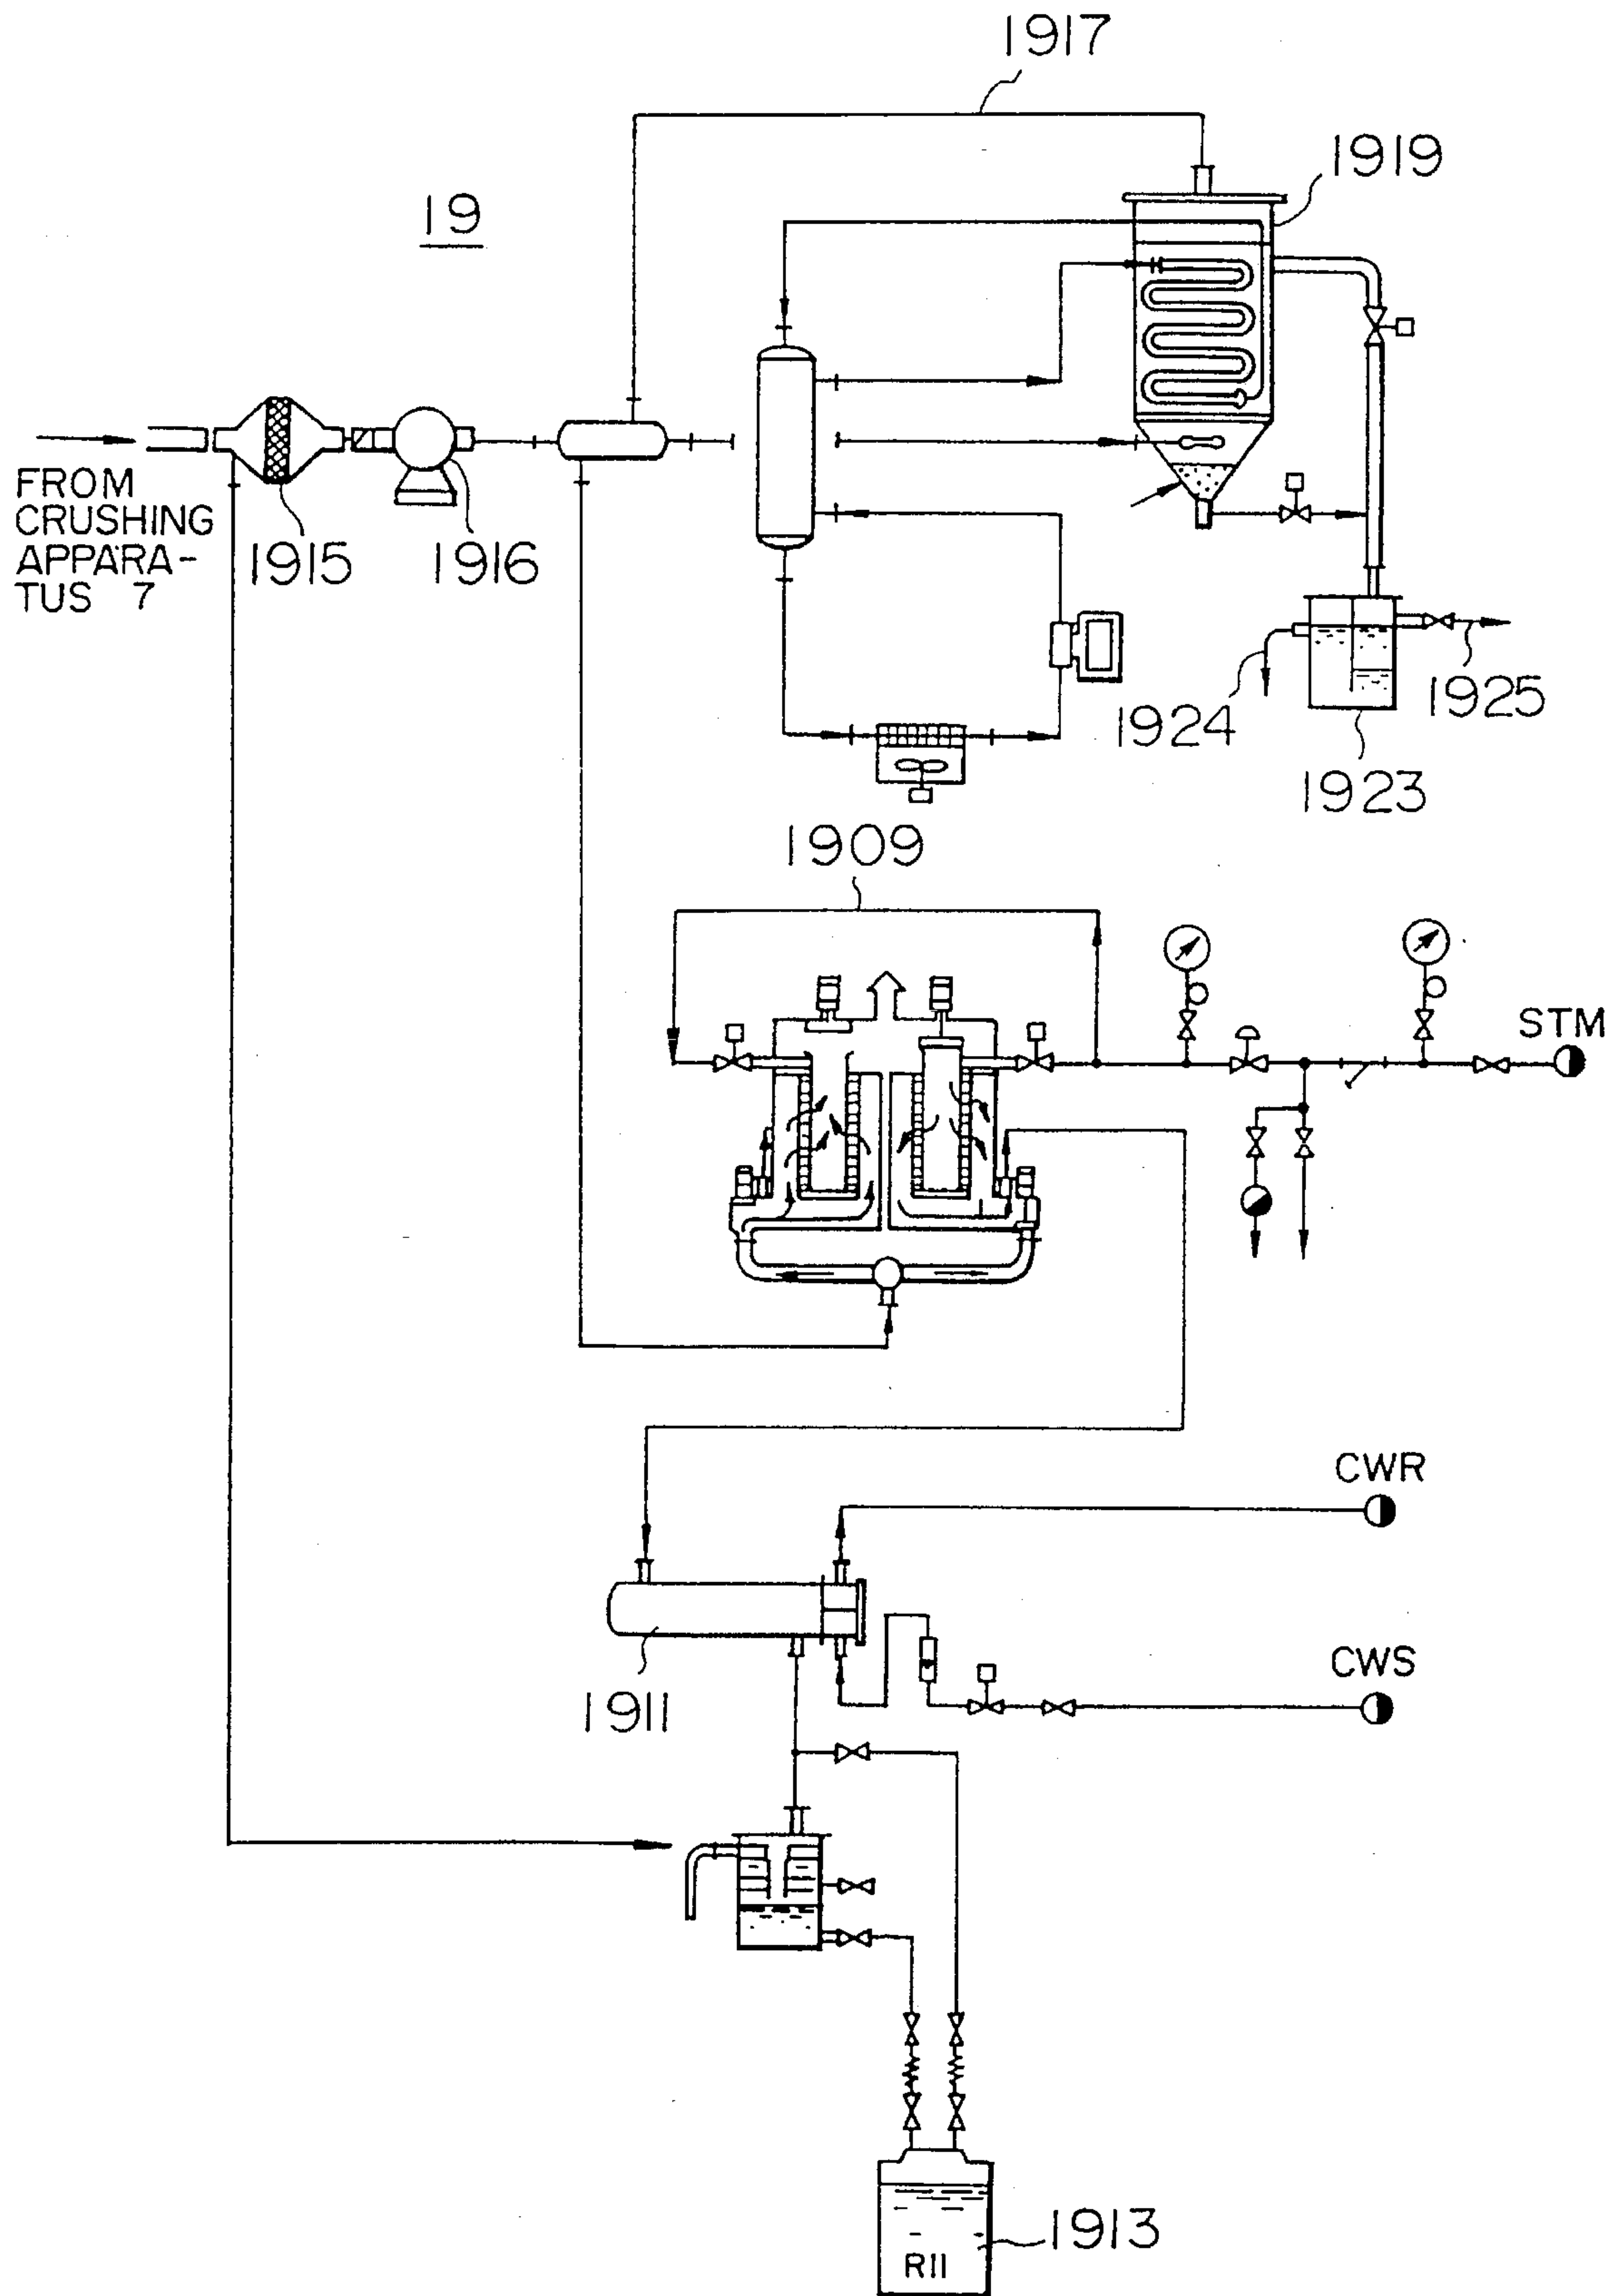 1917
1919
19
FROM
CRUSHING
APPARA-
TUS 7
1915
1916
1924
1925
1923
1909
STM
CWR
CWS
1911
1913
R11